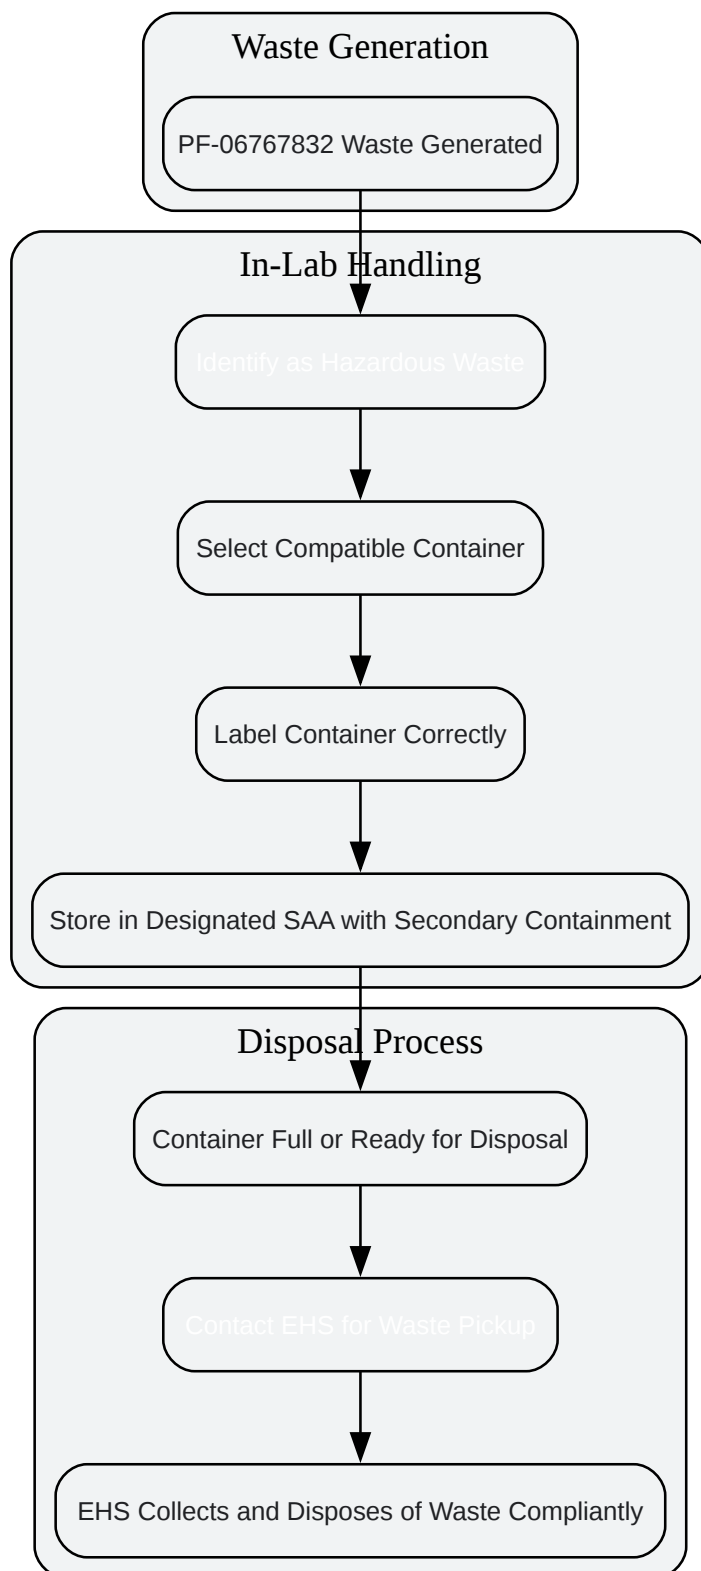 Waste Generation
PF-06767832 Waste Generated
In-Lab Handling
Identify as Hazardous Waste
Select Compatible Container
Label Container Correctly
Store in Designated SAA with Secondary Containment
Disposal Process
Container Full or Ready for Disposal
Contact EHS for Waste Pickup
EHS Collects and Disposes of Waste Compliantly